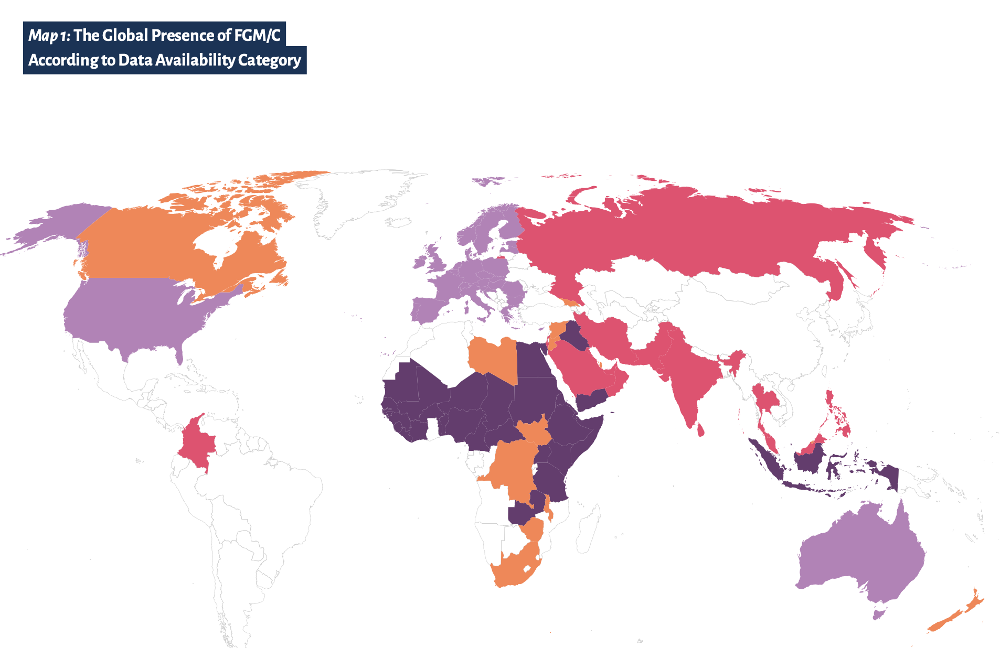 Map 1: The Global Presence of FGM/C
According to Data Availability Category